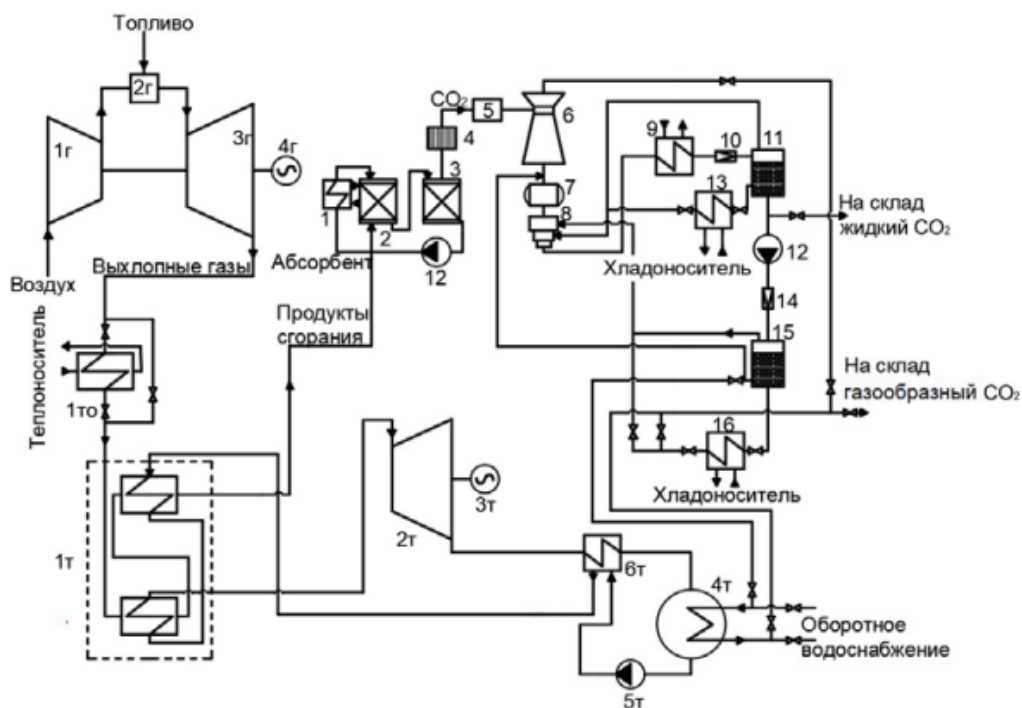 Топливо
2г
1г
3г
4г
Воздух
Выхлопные газы
Теплоноситель
1то
1т
CO₂
5
6
4
3
1
2
Абсорбент
12
Продукты
сгорания
7
8
9
10
11
13
Хладоноситель
12
На склад
жидкий CO₂
14
15
На склад
газообразный CO₂
16
Хладоноситель
2т
3т
6т
4т
5т
Оборотное
водоснабжение